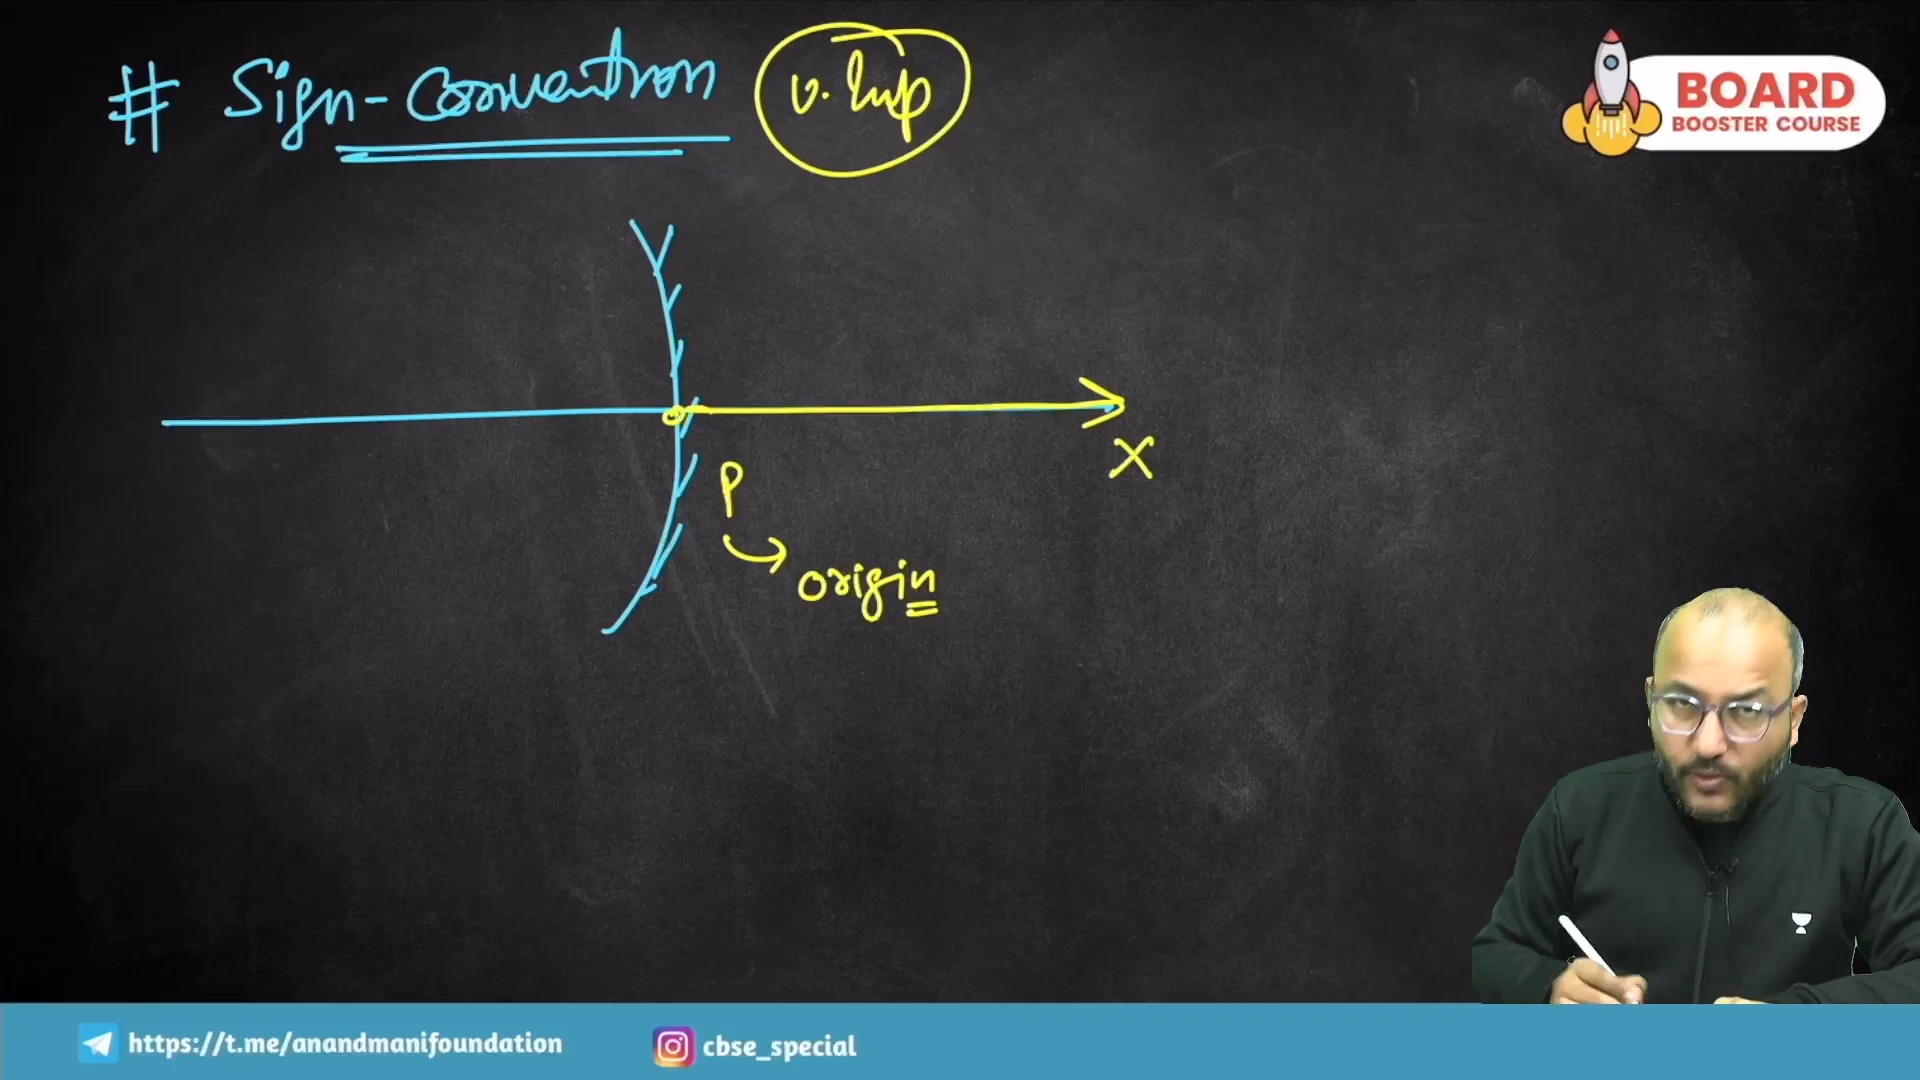 # Sign-Convention v. Imp
BOARD
BOOSTER COURSE
X
P
origin
https://t.me/anandmanifoundation
cbse_special